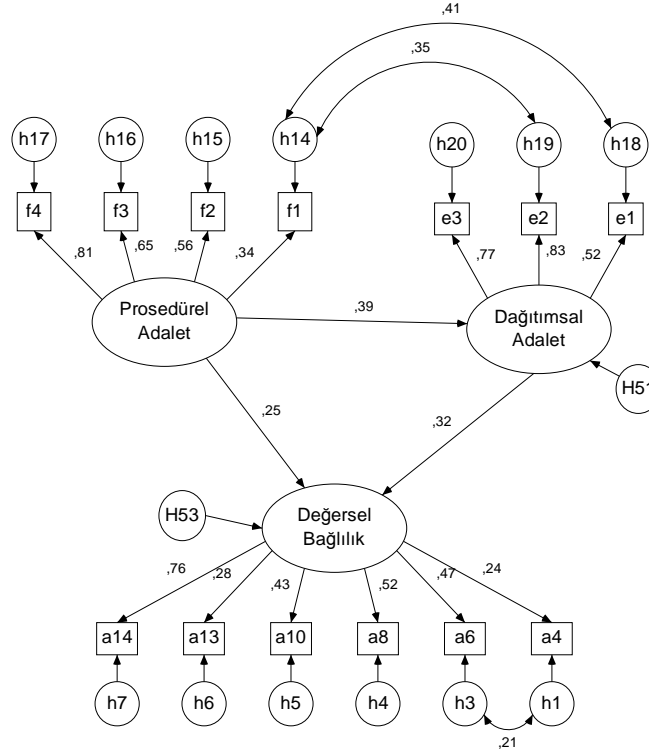 ,41
,35
h17
h16
h15
h14
h20
h19
h18
f4
f3
f2
f1
e3
e2
e1
,81
,65
,56
,34
,77
,83
,52
Prosedürel
Adalet
,39
Dağıtımsal
Adalet
H51
,25
,32
H53
Değersel
Bağlılık
,76
,28
,43
,52
,47
,24
a14
a13
a10
a8
a6
a4
h7
h6
h5
h4
h3
h1
,21